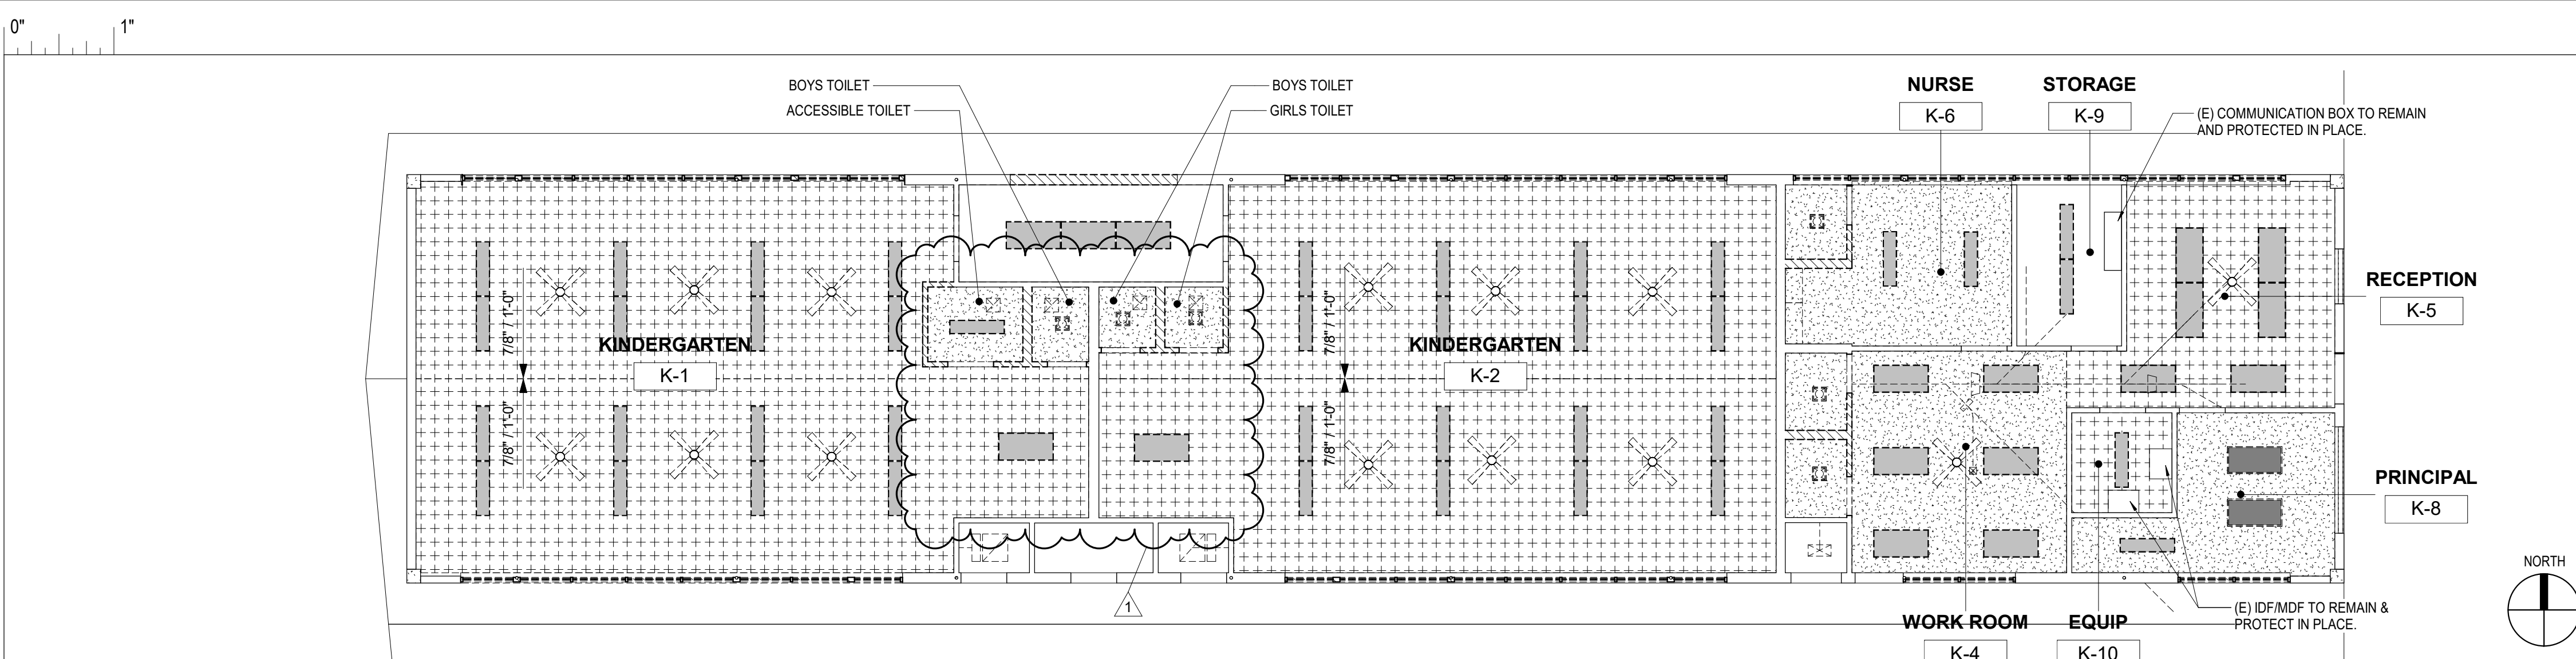 0"
1"
BOYS TOILET
ACCESSIBLE TOILET
BOYS TOILET
GIRLS TOILET
NURSE
K-6
STORAGE
K-9
(E) COMMUNICATION BOX TO REMAIN
AND PROTECTED IN PLACE.
RECEPTION
K-5
7/8" / 1'-0"
7/8" / 1'-0"
KINDERGARTEN
K-1
7/8" / 1'-0"
7/8" / 1'-0"
KINDERGARTEN
K-2
PRINCIPAL
K-8
NORTH
1
WORK ROOM
K-4
EQUIP
K-10
(E) IDF/MDF TO REMAIN &
PROTECT IN PLACE.